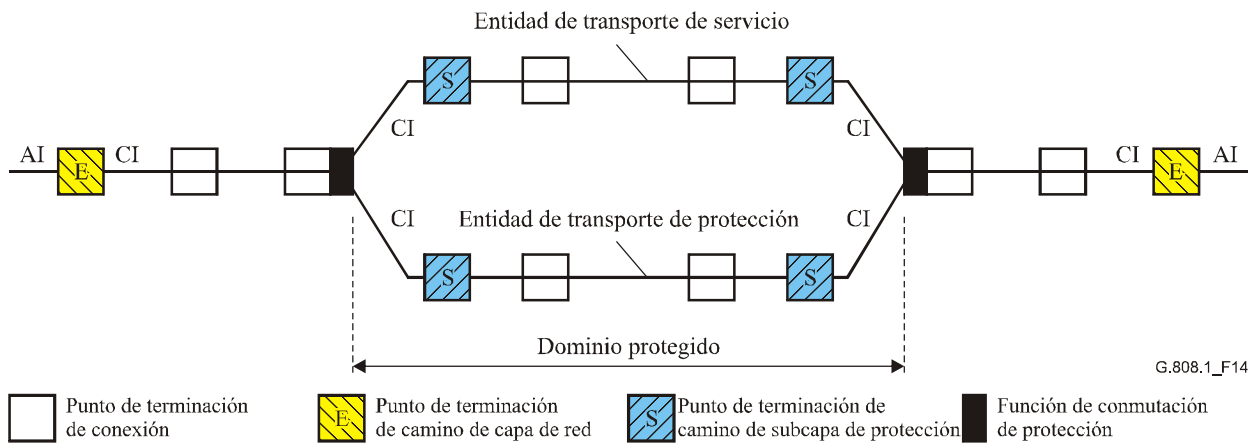 Entidad de transporte de servicio
S
S
CI
CI
AI
E
CI
CI
E
AI
CI
Entidad de transporte de protección
CI
S
S
Dominio protegido
G.808.1_F14
Punto de terminación
de conexión
E
Punto de terminación
de camino de capa de red
S
Punto de terminación de
camino de subcapa de protección
Función de conmutación
de protección